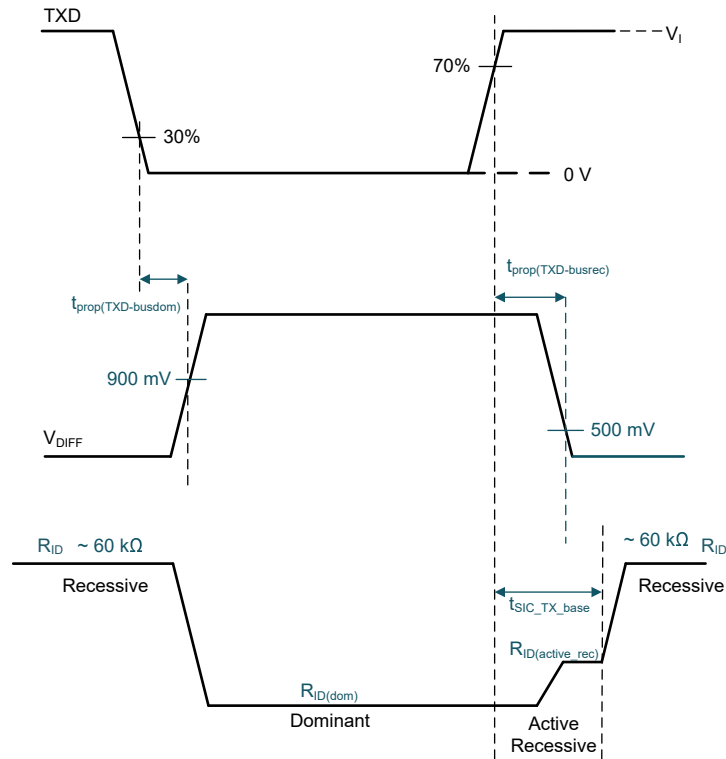 TXD
V_I
70%
30%
0 V
t_prop(TXD-busdom)
t_prop(TXD-busrec)
900 mV
500 mV
V_DIFF
R_ID ~ 60 kΩ
~ 60 kΩ R_ID
Recessive
Recessive
t_SIC_TX_base
R_ID(active_rec)
R_ID(dom)
Dominant
Active
Recessive